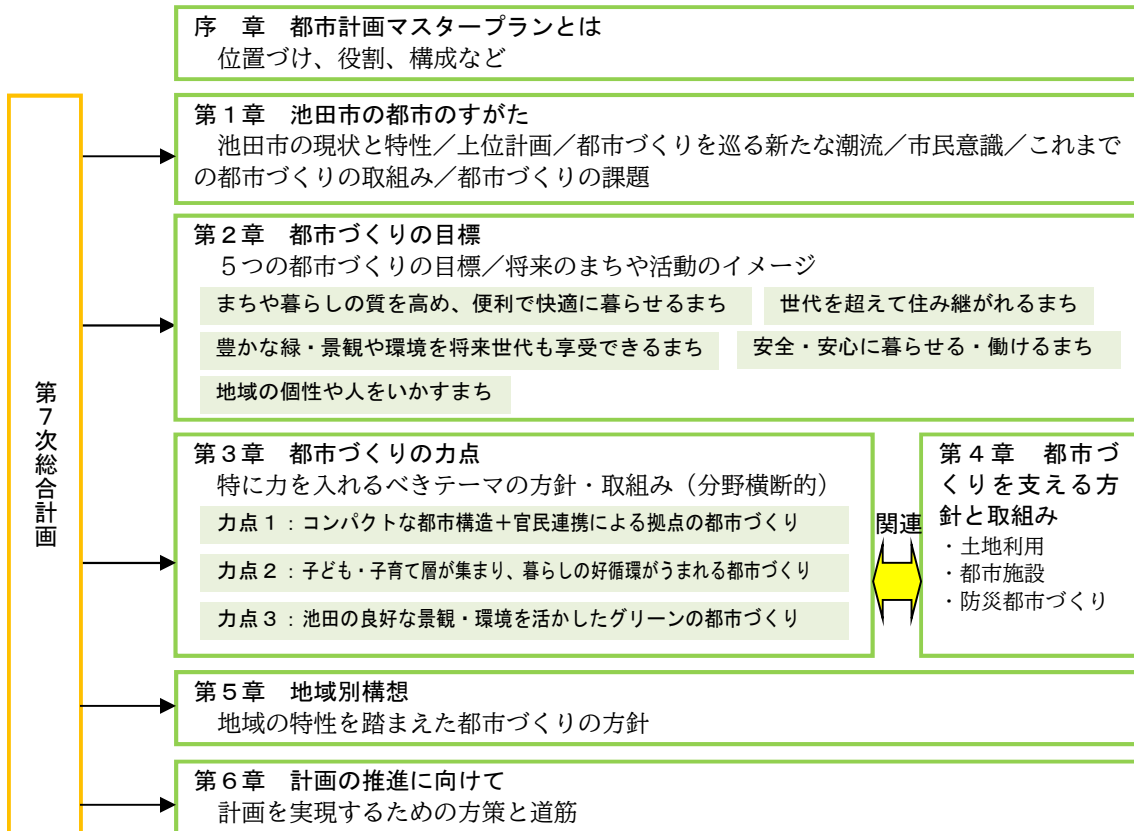 序　章　都市計画マスタープランとは
位置づけ、役割、構成など
第１章　池田市の都市のすがた
池田市の現状と特性／上位計画／都市づくりを巡る新たな潮流／市民意識／これまで
の都市づくりの取組み／都市づくりの課題
第２章　都市づくりの目標
５つの都市づくりの目標／将来のまちや活動のイメージ
まちや暮らしの質を高め、便利で快適に暮らせるまち
世代を超えて住み継がれるまち
豊かな緑・景観や環境を将来世代も享受できるまち
安全・安心に暮らせる・働けるまち
地域の個性や人をいかすまち
第７次総合計画
第３章　都市づくりの力点
特に力を入れるべきテーマの方針・取組み（分野横断的）
力点１：コンパクトな都市構造＋官民連携による拠点の都市づくり
力点２：子ども・子育て層が集まり、暮らしの好循環がうまれる都市づくり
力点３：池田の良好な景観・環境を活かしたグリーンの都市づくり
関連
第４章　都市づ
くりを支える方
針と取組み
・土地利用
・都市施設
・防災都市づくり
第５章　地域別構想
地域の特性を踏まえた都市づくりの方針
第６章　計画の推進に向けて
計画を実現するための方策と道筋